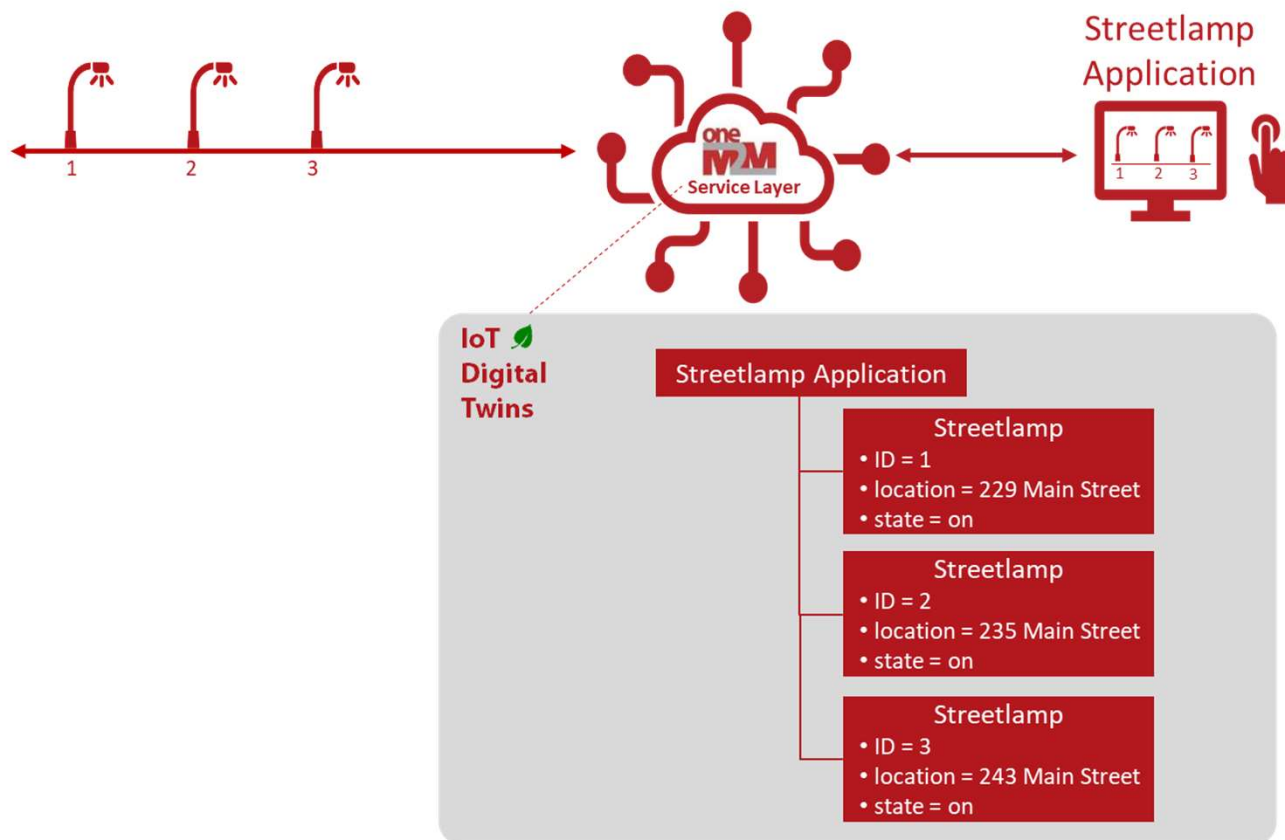 Streetlamp
Application
1 2 3
one
M2M
Service Layer
1 2 3
IoT
Digital
Twins
Streetlamp Application
Streetlamp
• ID = 1
• location = 229 Main Street
• state = on
Streetlamp
• ID = 2
• location = 235 Main Street
• state = on
Streetlamp
• ID = 3
• location = 243 Main Street
• state = on